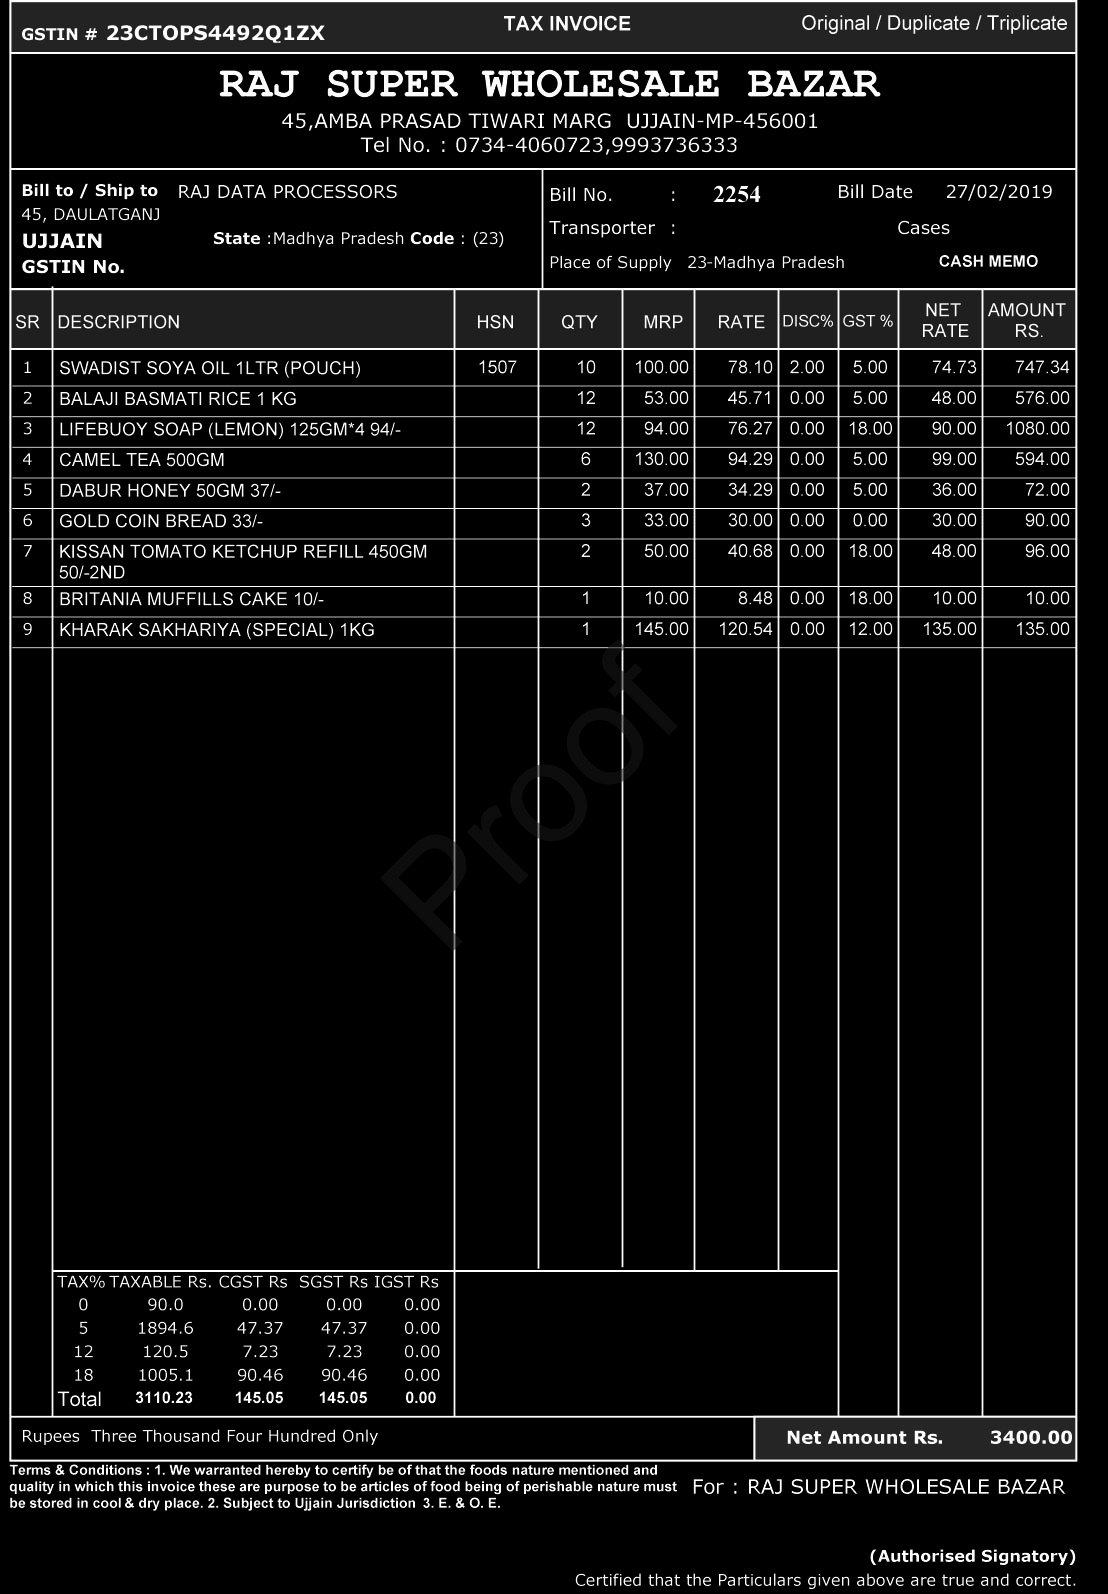 GSTIN # 23CTOPS4492Q1ZX TAX INVOICE Original / Duplicate / Triplicate
RAJ SUPER WHOLESALE BAZAR
45,AMBA PRASAD TIWARI MARG UJJAIN-MP-456001
Tel No. : 0734-4060723,9993736333
Bill to / Ship to RAJ DATA PROCESSORS
45, DAULATGANJ
UJJAIN State :Madhya Pradesh Code : (23)
GSTIN No.
Bill No. : 2254 Bill Date 27/02/2019
Transporter : Cases
Place of Supply 23-Madhya Pradesh CASH MEMO
SR DESCRIPTION HSN QTY MRP RATE DISC% GST % NET RATE AMOUNT RS.
1 SWADIST SOYA OIL 1LTR (POUCH) 1507 10 100.00 78.10 2.00 5.00 74.73 747.34
2 BALAJI BASMATI RICE 1 KG 12 53.00 45.71 0.00 5.00 48.00 576.00
3 LIFEBUOY SOAP (LEMON) 125GM*4 94/- 12 94.00 76.27 0.00 18.00 90.00 1080.00
4 CAMEL TEA 500GM 6 130.00 94.29 0.00 5.00 99.00 594.00
5 DABUR HONEY 50GM 37/- 2 37.00 34.29 0.00 5.00 36.00 72.00
6 GOLD COIN BREAD 33/- 3 33.00 30.00 0.00 0.00 30.00 90.00
7 KISSAN TOMATO KETCHUP REFILL 450GM 2 50.00 40.68 0.00 18.00 48.00 96.00
50/-2ND
8 BRITANIA MUFFILLS CAKE 10/- 1 10.00 8.48 0.00 18.00 10.00 10.00
9 KHARAK SAKHARIYA (SPECIAL) 1KG 1 145.00 120.54 0.00 12.00 135.00 135.00
Proof
TAX% TAXABLE Rs. CGST Rs SGST Rs IGST Rs
0 90.0 0.00 0.00 0.00
5 1894.6 47.37 47.37 0.00
12 120.5 7.23 7.23 0.00
18 1005.1 90.46 90.46 0.00
Total 3110.23 145.05 145.05 0.00
Rupees Three Thousand Four Hundred Only Net Amount Rs. 3400.00
Terms & Conditions : 1. We warranted hereby to certify be of that the foods nature mentioned and
quality in which this invoice these are purpose to be articles of food being of perishable nature must
be stored in cool & dry place. 2. Subject to Ujjain Jurisdiction 3. E. & O. E.
For : RAJ SUPER WHOLESALE BAZAR
(Authorised Signatory)
Certified that the Particulars given above are true and correct.